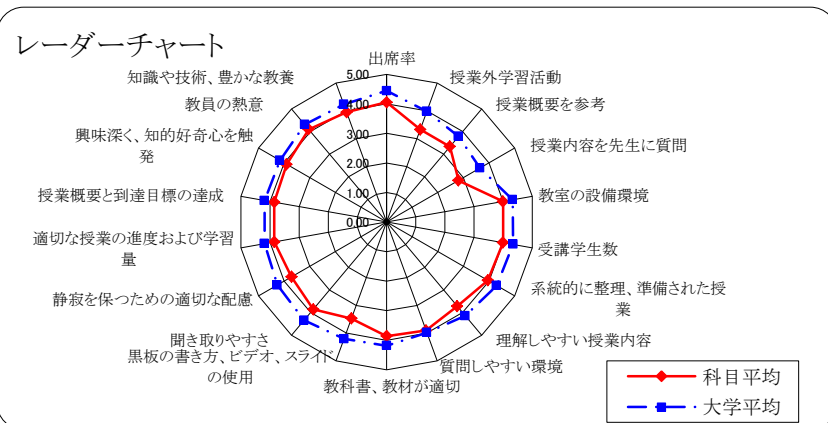 レーダーチャート
出席率
授業外学習活動
授業概要を参考
授業内容を先生に質問
教室の設備環境
受講学生数
系統的に整理、準備された授
業
理解しやすい授業内容
質問しやすい環境
教科書、教材が適切
黒板の書き方、ビデオ、スライド
の使用
聞き取りやすさ
静寂を保つための適切な配慮
適切な授業の進度および学習
量
授業概要と到達目標の達成
興味深く、知的好奇心を触
発
教員の熱意
知識や技術、豊かな教養
5.00
4.00
3.00
2.00
1.00
0.00
科目平均
大学平均